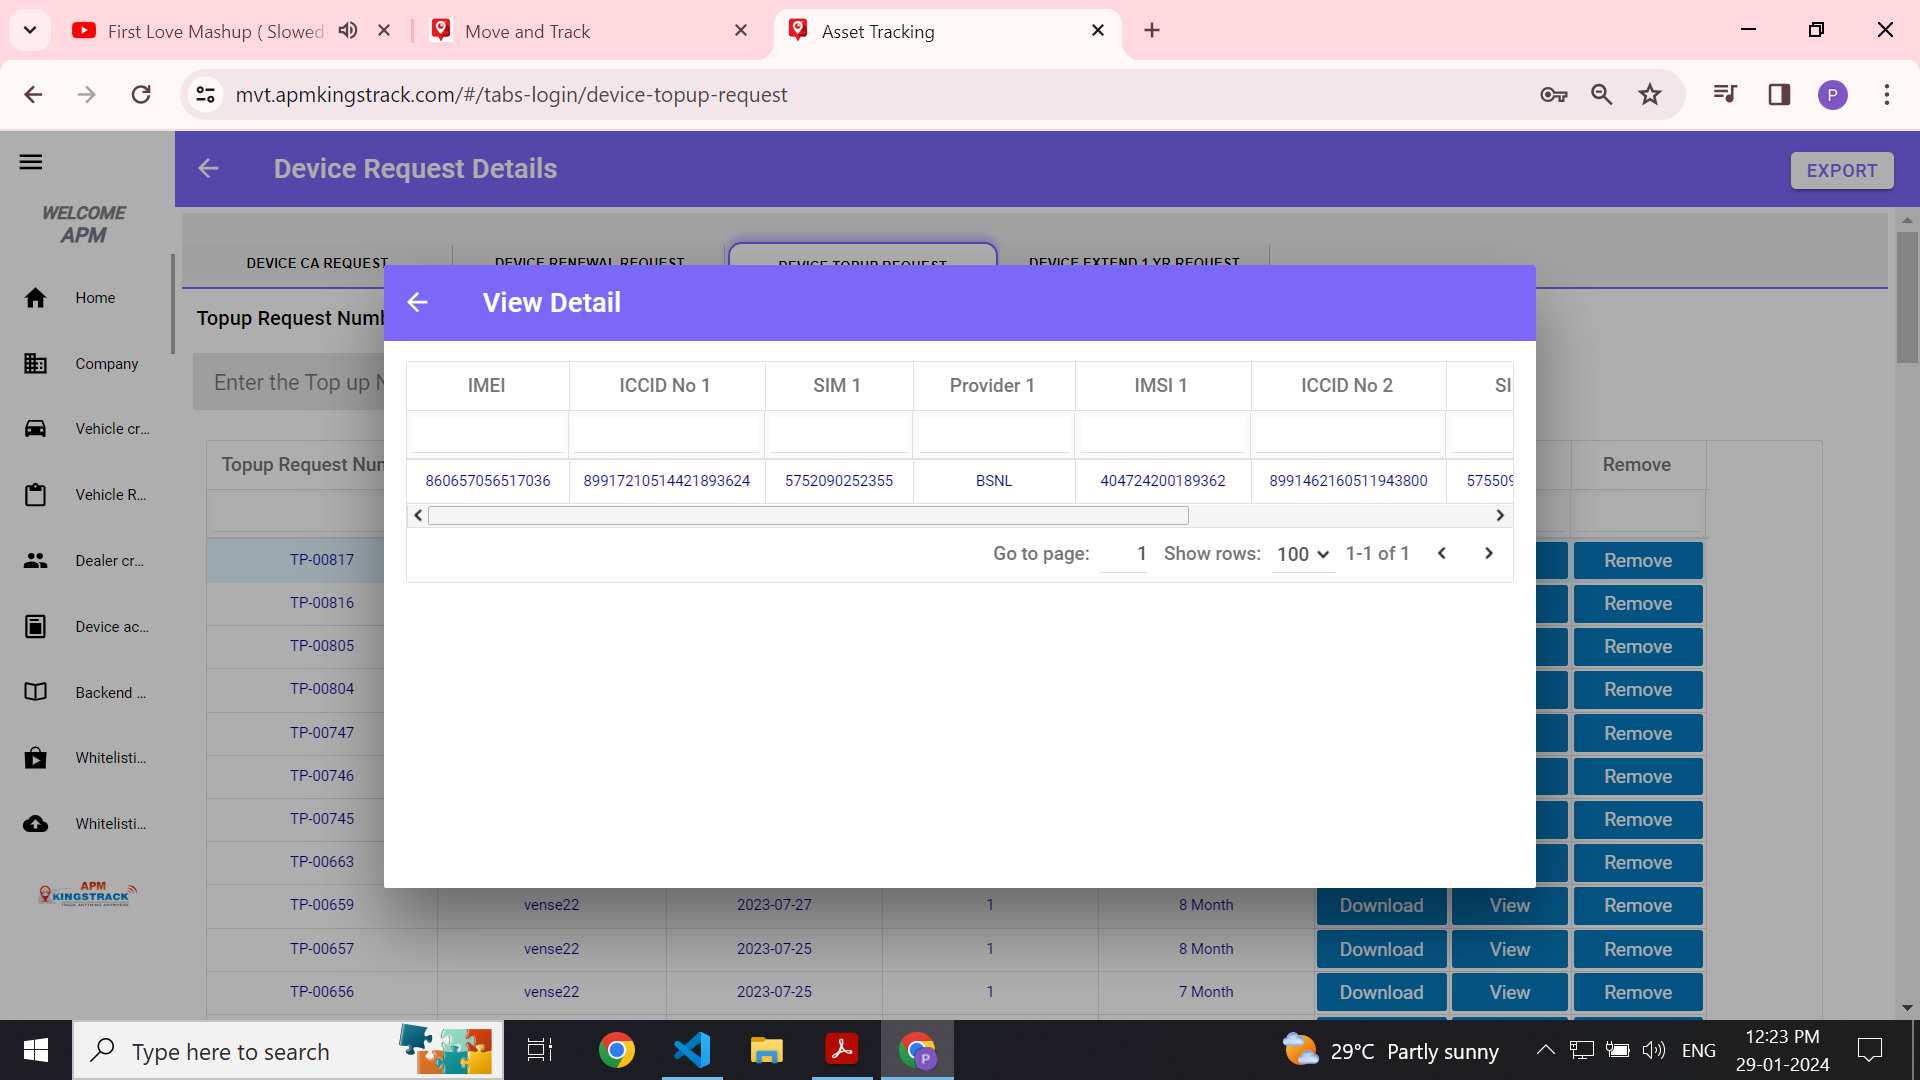 First Love Mashup ( Slowed
Move and Track
Asset Tracking
mvt.apmkingstrack.com/#/tabs-login/device-topup-request
P
WELCOME
APM
Home
Company
Vehicle cr...
Vehicle R...
Dealer cr...
Device ac...
Backend ...
Whitelisti...
Whitelisti...
APM
KINGSTRACK
Device Request Details
EXPORT
DEVICE CA REQUEST
DEVICE RENEWAL REQUEST
DEVICE TOPUP REQUEST
DEVICE EXTEND 1 YR REQUEST
Topup Request Numb
Enter the Top up N
View Detail
IMEI ICCID No 1 SIM 1 Provider 1 IMSI 1 ICCID No 2 SI
860657056517036 89917210514421893624 5752090252355 BSNL 404724200189362 8991462160511943800 575509
Go to page: 1 Show rows: 100 1-1 of 1
Topup Request Num Remove
TP-00817 Remove
TP-00816 Remove
TP-00805 Remove
TP-00804 Remove
TP-00747 Remove
TP-00746 Remove
TP-00745 Remove
TP-00663 Remove
TP-00659 vense22 2023-07-27 1 8 Month Download View Remove
TP-00657 vense22 2023-07-25 1 8 Month Download View Remove
TP-00656 vense22 2023-07-25 1 7 Month Download View Remove
Type here to search
P
29°C Partly sunny
ENG
12:23 PM
29-01-2024